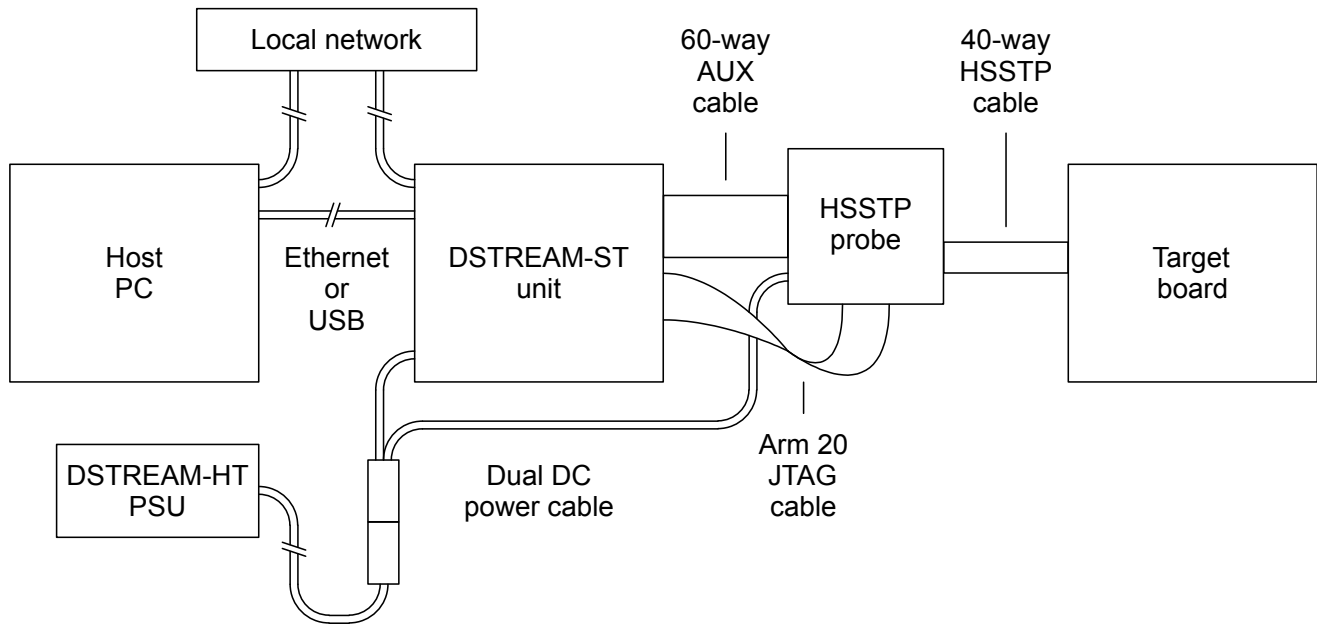 Local network
60-way
AUX
cable
40-way
HSSTP
cable
Host
PC
Ethernet
or
USB
DSTREAM-ST
unit
HSSTP
probe
Target
board
DSTREAM-HT
PSU
Dual DC
power cable
Arm 20
JTAG
cable